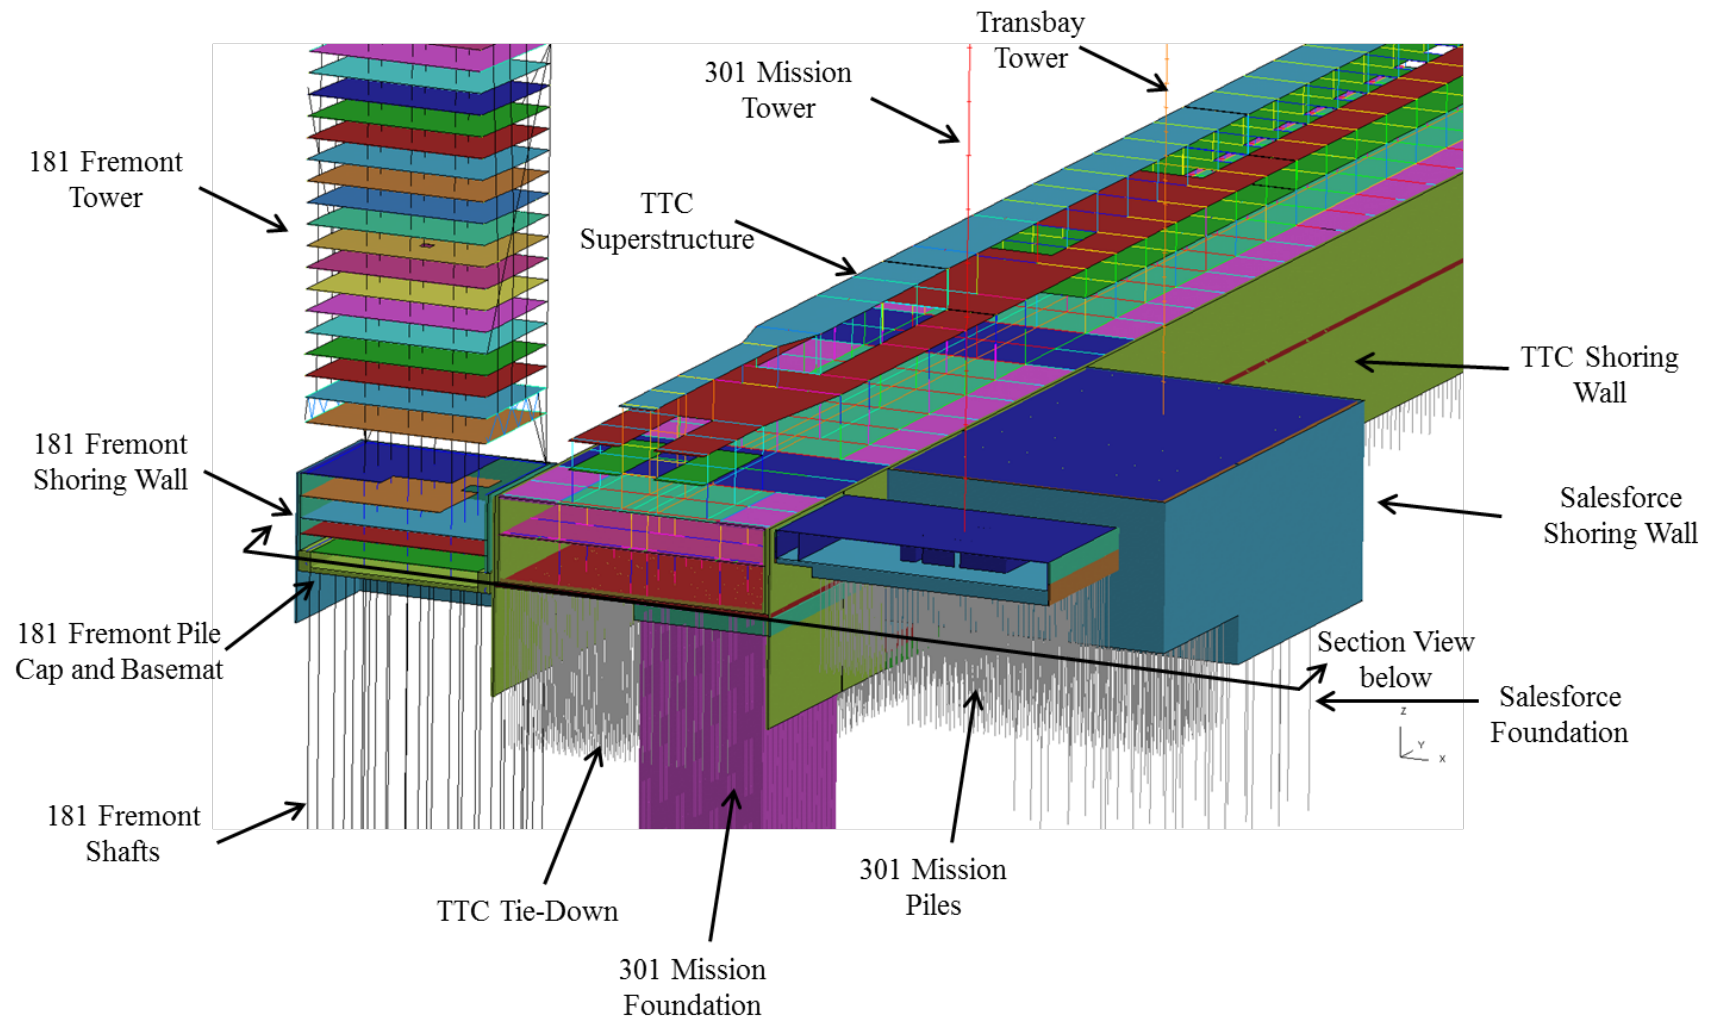 Transbay
Tower
301 Mission
Tower
181 Fremont
Tower
TTC
Superstructure
TTC Shoring
Wall
181 Fremont
Shoring Wall
Salesforce
Shoring Wall
181 Fremont Pile
Cap and Basemat
Section View
below
Salesforce
Foundation
Z
Y
X
181 Fremont
Shafts
301 Mission
Piles
TTC Tie-Down
301 Mission
Foundation